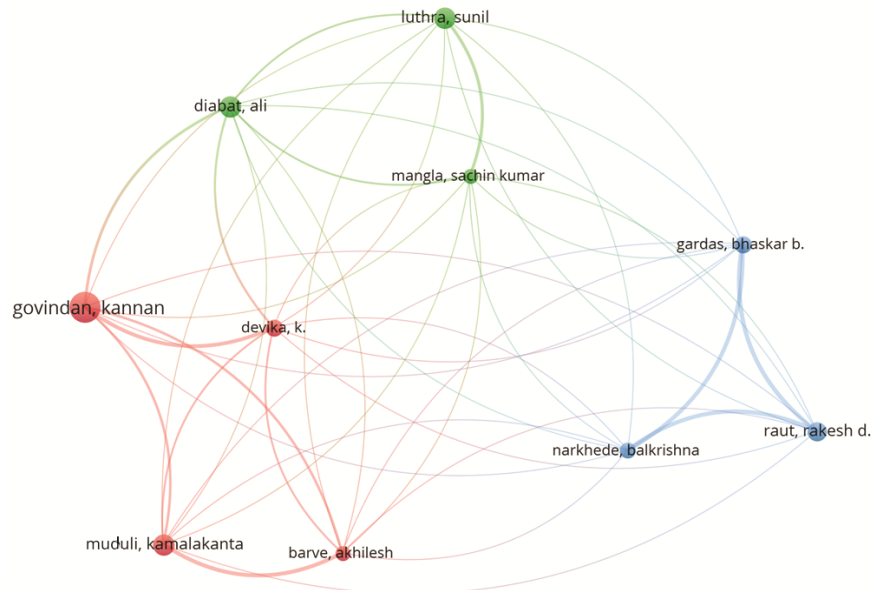 luthra, sunil
diabat, ali
mangla, sachin kumar
gardas, bhaskar b.
govindan, kannan
devika, k.
raut, rakesh d.
narkhede, balkrishna
muduli, kamalakanta
barve, akhilesh